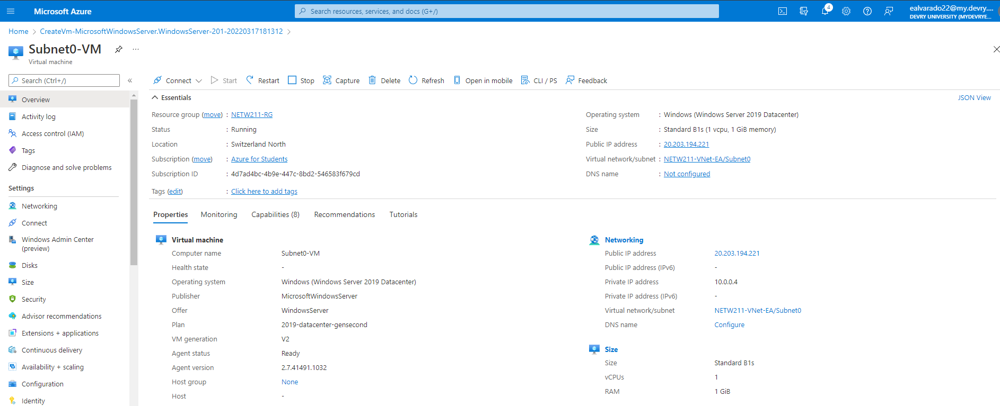 Microsoft Azure
Search resources, services, and docs (G+/)
4
ealvarado22@my.devry....
DEVRY UNIVERSITY (MYDEVRYE...
Home > CreateVm-MicrosoftWindowsServer.WindowsServer-201-20220317181312 >
Subnet0-VM ...
Virtual machine
Search (Ctrl+/) «
Connect Start Restart Stop Capture Delete Refresh Open in mobile CLI / PS Feedback
Overview
Activity log
Access control (IAM)
Tags
Diagnose and solve problems
Settings
Networking
Connect
Windows Admin Center
(preview)
Disks
Size
Security
Advisor recommendations
Extensions + applications
Continuous delivery
Availability + scaling
Configuration
Identity
Essentials JSON View
Resource group (move) : NETW211-RG
Status : Running
Location : Switzerland North
Subscription (move) : Azure for Students
Subscription ID : 4d7ad4bc-4b9e-447c-8bd2-546583f679cd
Tags (edit) : Click here to add tags
Operating system : Windows (Windows Server 2019 Datacenter)
Size : Standard B1s (1 vcpu, 1 GiB memory)
Public IP address : 20.203.194.221
Virtual network/subnet : NETW211-VNet-EA/Subnet0
DNS name : Not configured
Properties Monitoring Capabilities (8) Recommendations Tutorials
Virtual machine
Computer name Subnet0-VM
Health state -
Operating system Windows (Windows Server 2019 Datacenter)
Publisher MicrosoftWindowsServer
Offer WindowsServer
Plan 2019-datacenter-gensecond
VM generation V2
Agent status Ready
Agent version 2.7.41491.1032
Host group None
Host -
Networking
Public IP address 20.203.194.221
Public IP address (IPv6) -
Private IP address 10.0.0.4
Private IP address (IPv6) -
Virtual network/subnet NETW211-VNet-EA/Subnet0
DNS name Configure
Size
Size Standard B1s
vCPUs 1
RAM 1 GiB